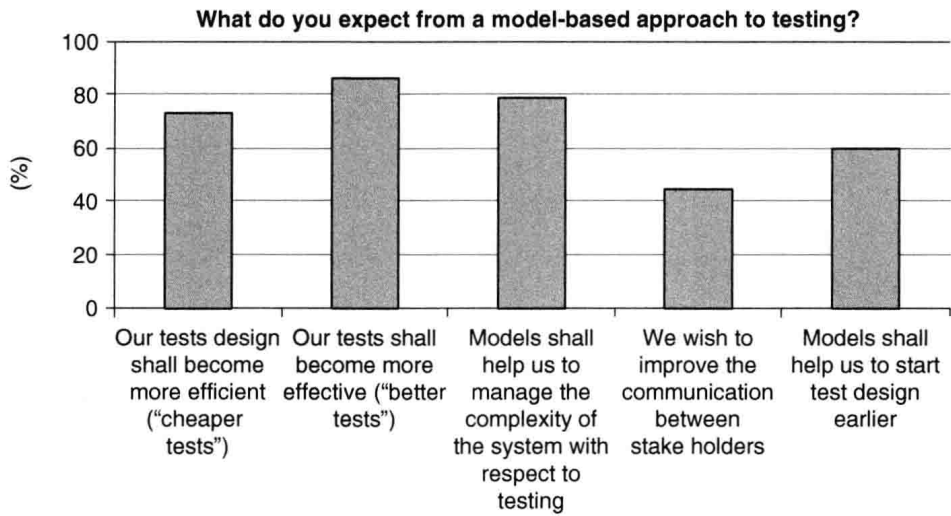 What do you expect from a model-based approach to testing?
100
80
60
40
20
0
(%)
Our tests design
shall become
more efficient
(“cheaper
tests”)
Our tests shall
become more
effective (“better
tests”)
Models shall
help us to
manage the
complexity of
the system with
respect to
testing
We wish to
improve the
communication
between
stake holders
Models shall
help us to start
test design
earlier